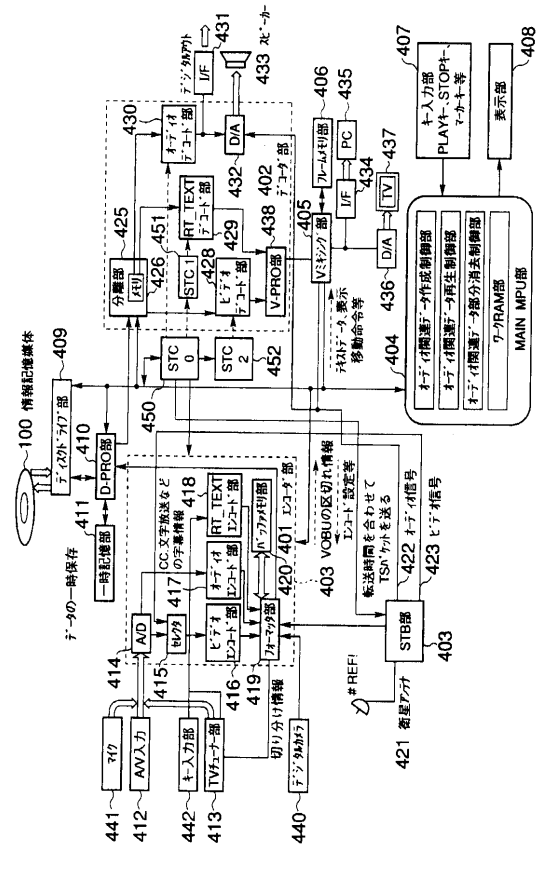 100 情報記憶媒体
409
ディスクドライブ部
410
D-PRO部
411
一時記憶部
データの一時保存
414
A/D
415
セレクタ
CC,文字放送など
の字幕情報
416
ビデオ
エンコード部
417
オーディオ
エンコード部
418
RT_TEXT
エンコード部
419
フォーマッタ部
420
バッファメモリ部
401 エンコーダ部
441
マイク
412
A/V入力
442
キー入力部
413
TVチューナー部
切り分け情報
440
デジタルカメラ
403
VOBUの区切れ情報
エンコード設定等
転送時間を合わせて
TSパケットを送る
422 オーディオ信号
423 ビデオ信号
STB部
403
# REF!
421 衛星アンテナ
450
STC
0
STC 1
451
STC
2
452
425
分離部
メモリ
426
428
ビデオ
デコード部
RT_TEXT
デコード部
429
430
オーディオ
デコード部
438
V-PRO部
402 デコーダ部
デジタルアウト
I/F
431
D/A
432
433
スピーカー
405
Vミキシング部
406
フレームメモリ部
テキストデータ、表示
移動命令等
I/F
434
PC
435
D/A
436
TV
437
404
オーディオ関連データ作成制御部
オーディオ関連データ再生制御部
オーディオ関連データ部分消去制御部
ワークRAM部
MAIN MPU部
407
キー入力部
PLAYキー、STOPキー、
マーカーキー等
408
表示部